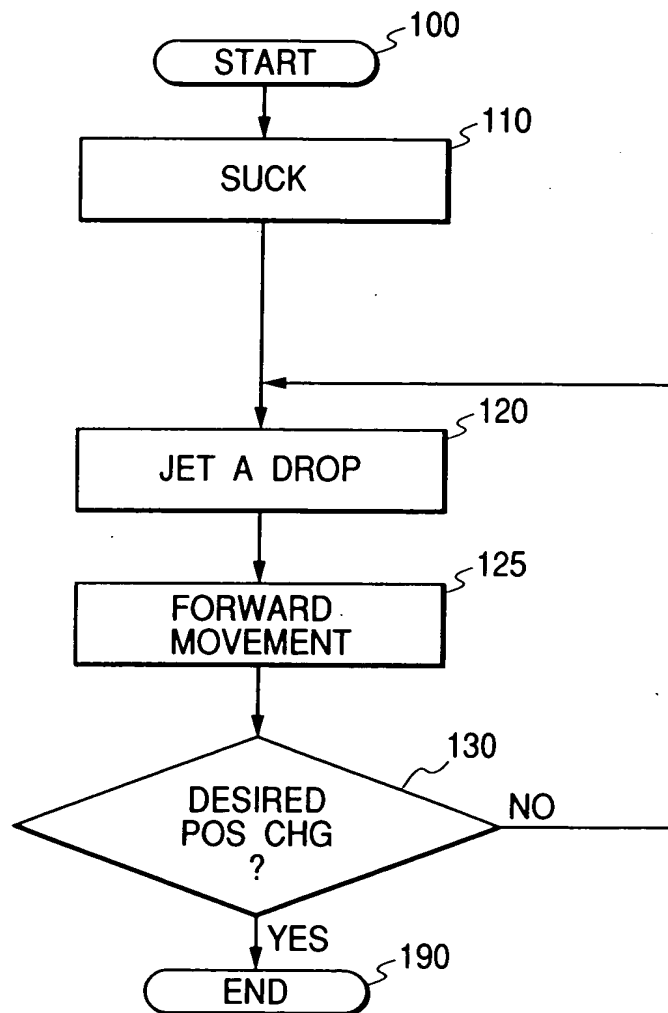 START
100
110
SUCK
120
JET A DROP
125
FORWARD
MOVEMENT
130
DESIRED
POS CHG
?
NO
YES
190
END